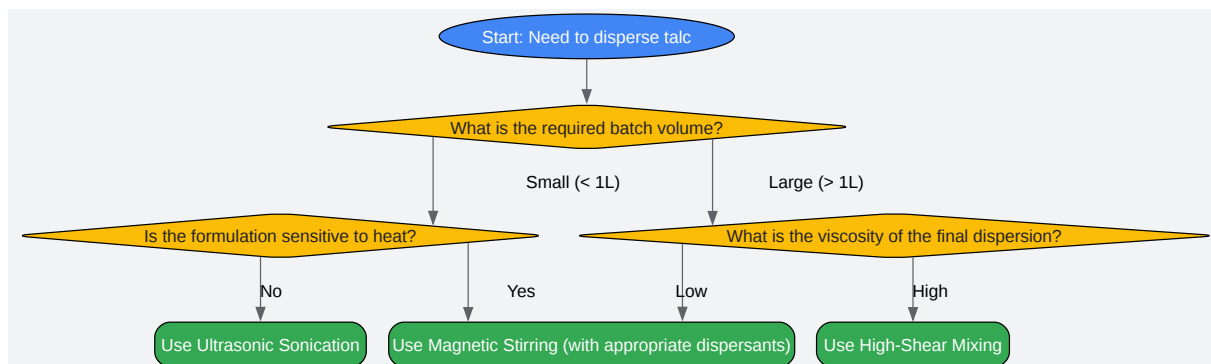 Start: Need to disperse talc
What is the required batch volume?
Small (< 1L)
Large (> 1L)
Is the formulation sensitive to heat?
What is the viscosity of the final dispersion?
No
Yes
Low
High
Use Ultrasonic Sonication
Use Magnetic Stirring (with appropriate dispersants)
Use High-Shear Mixing